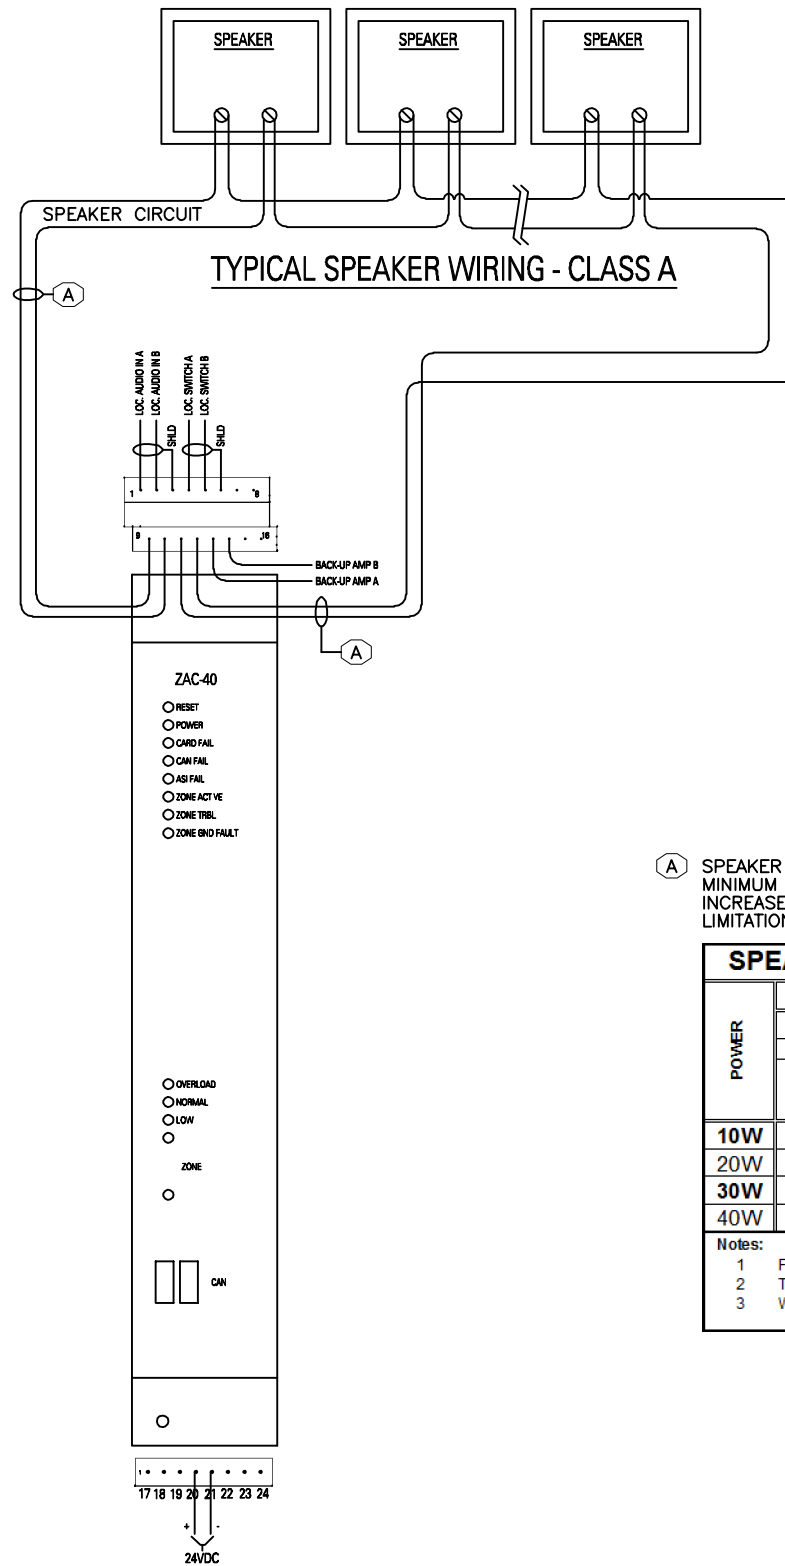 SPEAKER SPEAKER SPEAKER
SPEAKER CIRCUIT
TYPICAL SPEAKER WIRING - CLASS A
A
LOC. AUDIO IN A
LOC. AUDIO IN B
SHLD
LOC. SWITCH A
LOC. SWITCH B
SHLD
1 8
9 16
BACK-UP AMP B
BACK-UP AMP A
A
ZAC-40
RESET
POWER
CARD FAIL
CAN FAIL
ASI FAIL
ZONE ACT VE
ZONE TRBL
ZONE GND FAULT
A SPEAKER
MINIMUM
INCREASE
LIMITATION
SPEA
POWER
10W
20W
30W
40W
Notes:
1 F
2 T
3 W
OVERLOAD
NORMAL
LOW
ZONE
CAN
1
17 18 19 20 21 22 23 24
+ -
24VDC